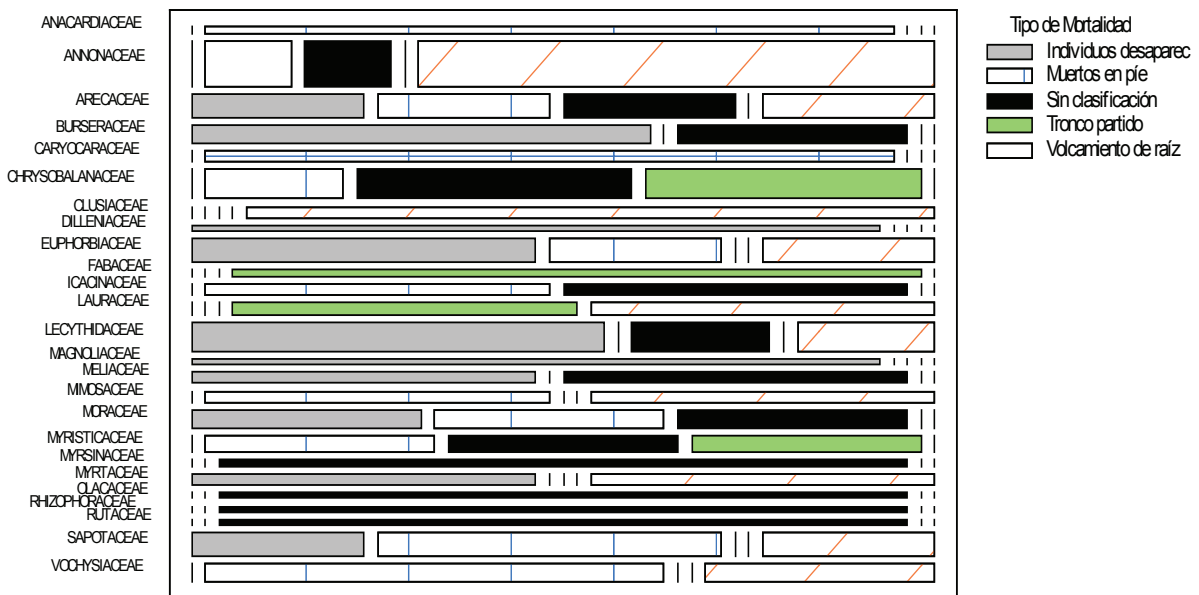 ANACARDIACEAE
ANNONACEAE
ARECACEAE
BURSERACEAE
CARYOCARACEAE
CHRYSOBALANACEAE
CLUSIACEAE
DILLENIACEAE
EUPHORBIACEAE
FABACEAE
ICACINACEAE
LAURACEAE
LECYTHIDACEAE
MAGNOLIACEAE
MELIACEAE
MIMOSACEAE
MORACEAE
MYRISTICACEAE
MYRSINACEAE
MYRTACEAE
OLACACEAE
RHIZOPHORACEAE
RUTACEAE
SAPOTACEAE
VOCHYSIACEAE
Tipo de Mortalidad
Individuos desaparec
Muertos en píe
Sin clasificación
Tronco partido
Volcamiento de raíz